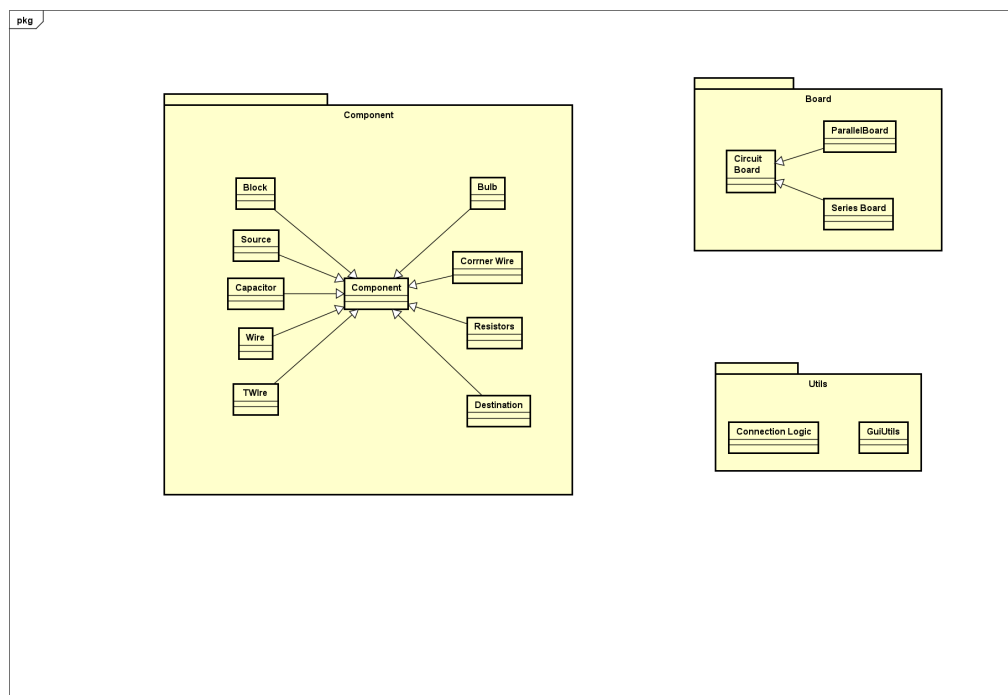 pkg
Component
Block
Bulb
Source
Corrner Wire
Capacitor
Component
Wire
Resistors
TWIre
Destination
Board
ParallelBoard
Circuit
Board
Series Board
Utils
Connection Logic
GuiUtils